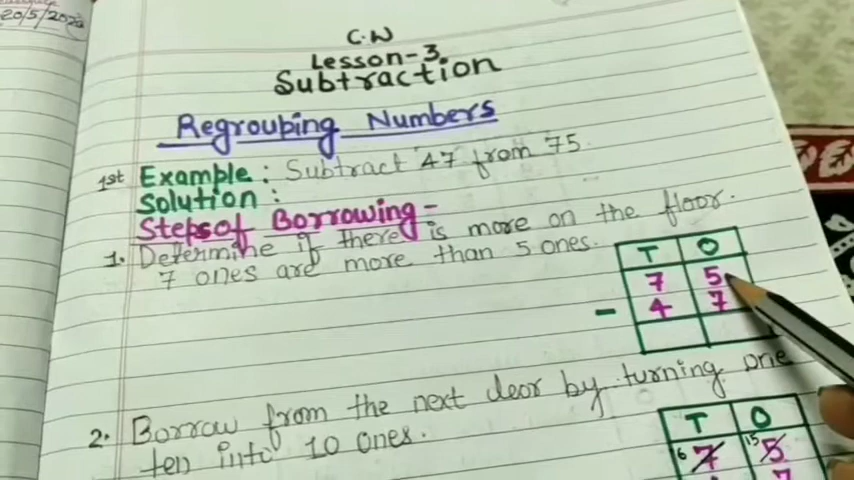 20/5/2022
C.W
Lesson-3
Subtraction
Regrouping Numbers
1st Example: Subtract 47 from 75.
Solution:
Steps of Borrowing-
1. Determine if there is more on the floor.
7 ones are more than 5 ones.
T O
7 5
- 4 7
2. Borrow from the next door by turning one
ten into 10 ones.
T O
6 7 15 5
7